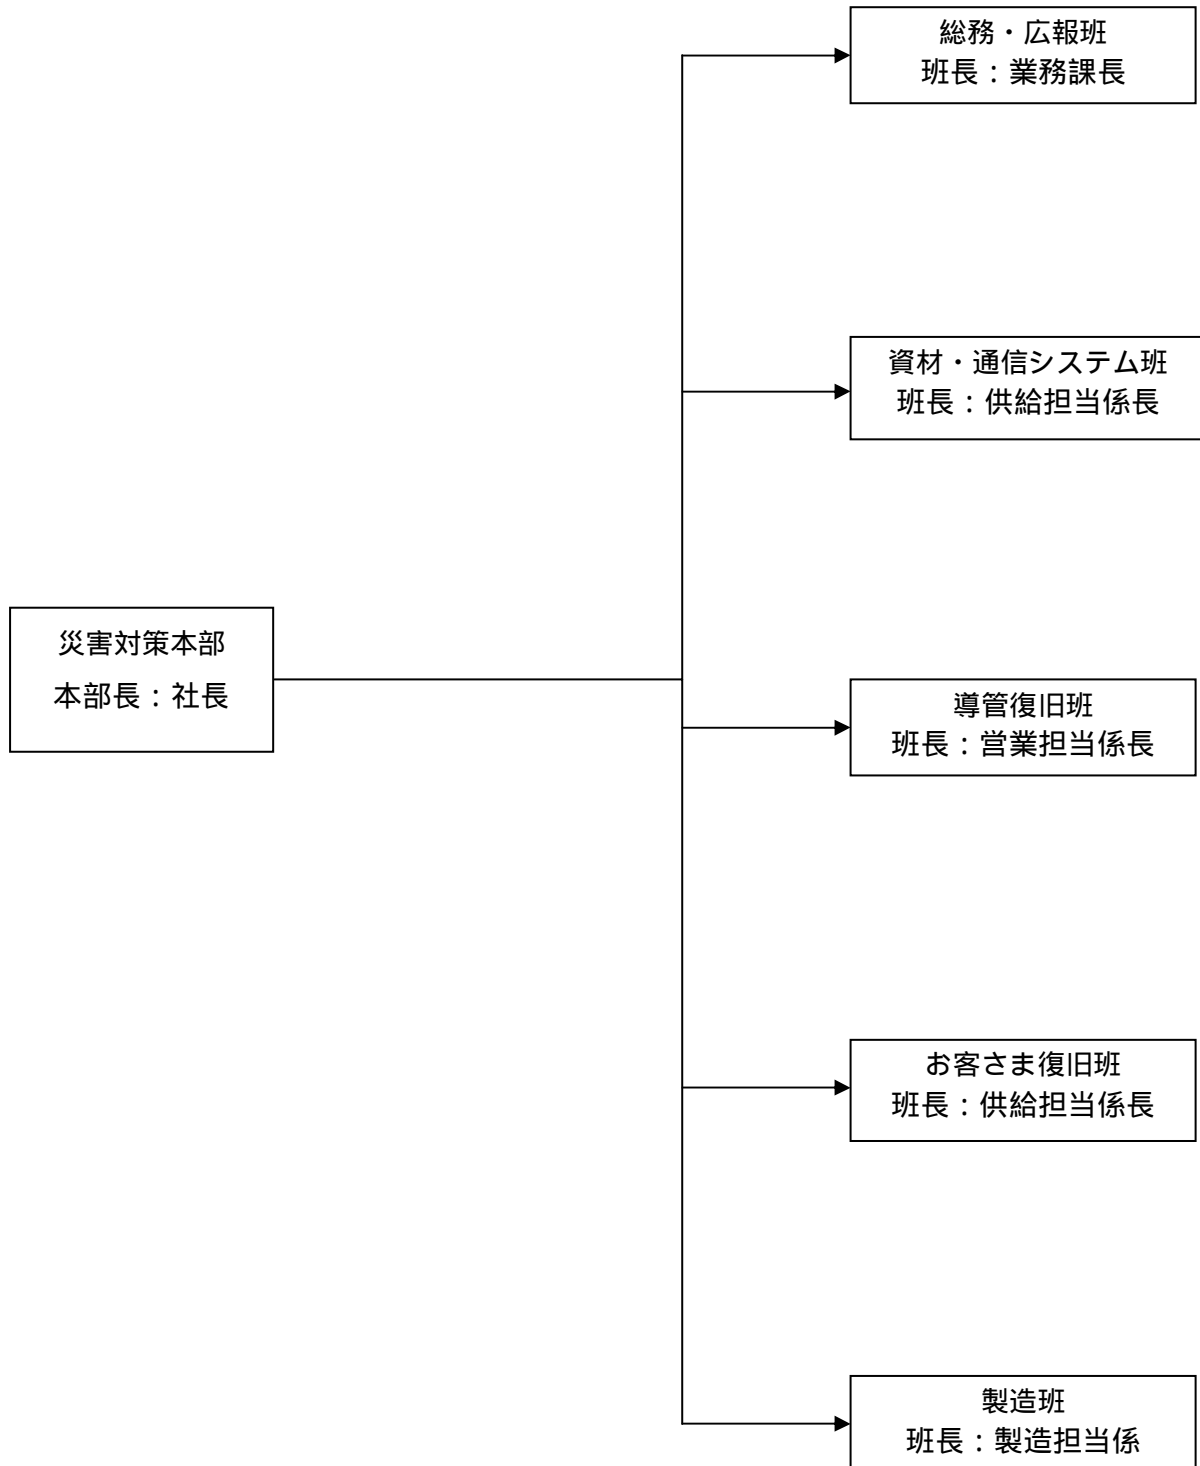 総務・広報班
班長：業務課長
資材・通信システム班
班長：供給担当係長
災害対策本部
本部長：社長
導管復旧班
班長：営業担当係長
お客さま復旧班
班長：供給担当係長
製造班
班長：製造担当係